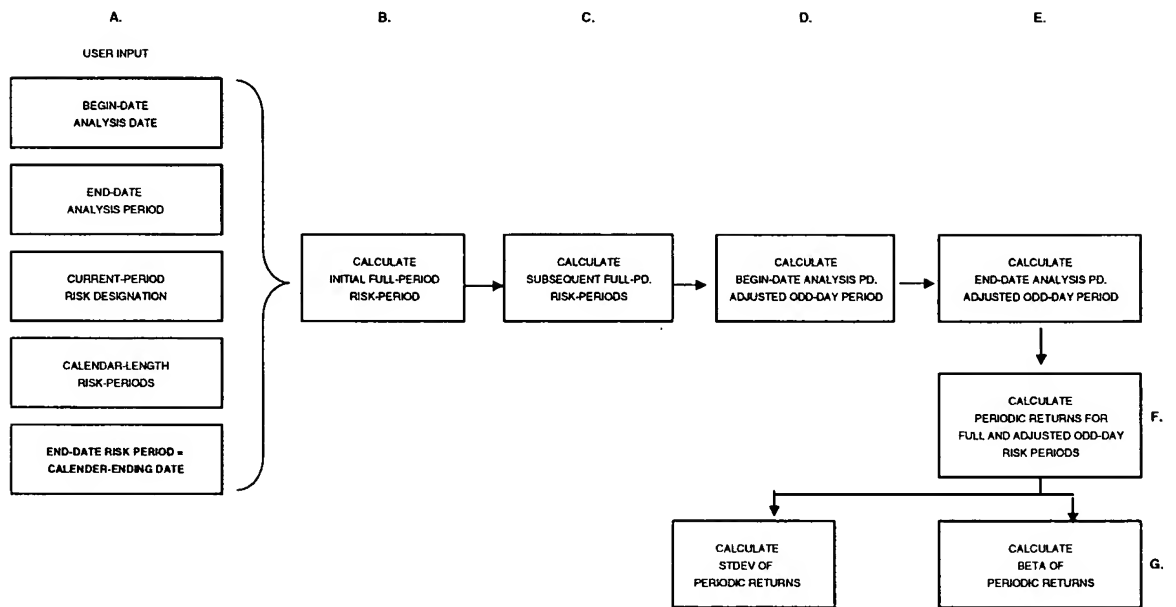 A.
B.
C.
D.
E.
USER INPUT
BEGIN-DATE
ANALYSIS DATE
END-DATE
ANALYSIS PERIOD
CURRENT-PERIOD
RISK DESIGNATION
CALENDAR-LENGTH
RISK-PERIODS
END-DATE RISK PERIOD =
CALENDER-ENDING DATE
CALCULATE
INITIAL FULL-PERIOD
RISK-PERIOD
CALCULATE
SUBSEQUENT FULL-PD.
RISK-PERIODS
CALCULATE
BEGIN-DATE ANALYSIS PD.
ADJUSTED ODD-DAY PERIOD
CALCULATE
END-DATE ANALYSIS PD.
ADJUSTED ODD-DAY PERIOD
CALCULATE
PERIODIC RETURNS FOR
FULL AND ADJUSTED ODD-DAY
RISK PERIODS
F.
CALCULATE
STDEV OF
PERIODIC RETURNS
CALCULATE
BETA OF
PERIODIC RETURNS
G.